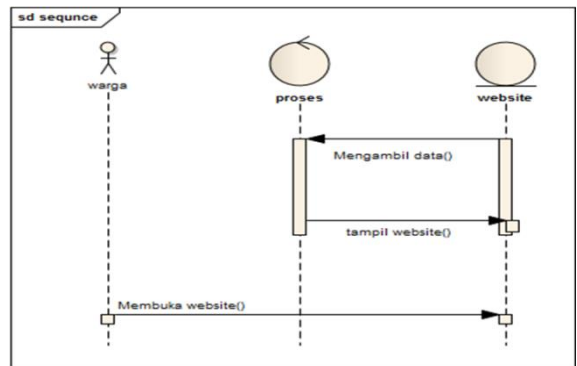 sd sequnce
warga
proses
website
Mengambil data()
tampil website()
Membuka website()